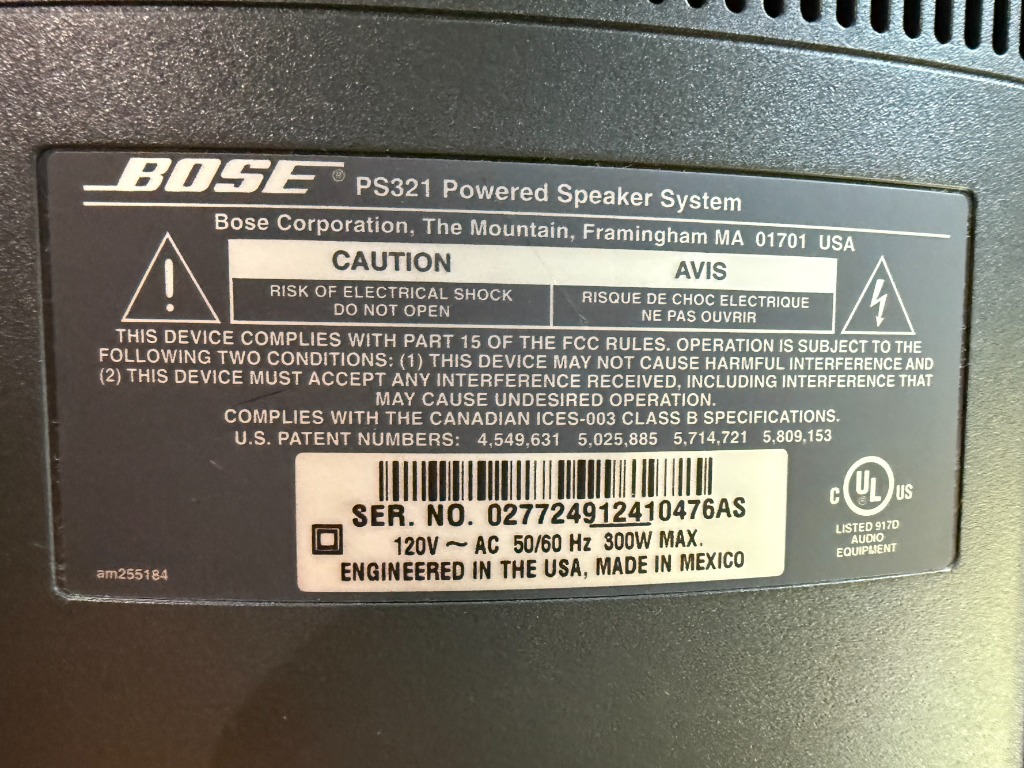 BOSE® PS321 Powered Speaker System
Bose Corporation, The Mountain, Framingham MA 01701 USA
CAUTION
RISK OF ELECTRICAL SHOCK
DO NOT OPEN
AVIS
RISQUE DE CHOC ELECTRIQUE
NE PAS OUVRIR
THIS DEVICE COMPLIES WITH PART 15 OF THE FCC RULES. OPERATION IS SUBJECT TO THE
FOLLOWING TWO CONDITIONS: (1) THIS DEVICE MAY NOT CAUSE HARMFUL INTERFERENCE AND
(2) THIS DEVICE MUST ACCEPT ANY INTERFERENCE RECEIVED, INCLUDING INTERFERENCE THAT
MAY CAUSE UNDESIRED OPERATION.
COMPLIES WITH THE CANADIAN ICES-003 CLASS B SPECIFICATIONS.
U.S. PATENT NUMBERS: 4,549,631 5,025,885 5,714,721 5,809,153
SER. NO. 027724912410476AS
120V ~ AC 50/60 Hz 300W MAX.
ENGINEERED IN THE USA, MADE IN MEXICO
C UL® US
LISTED 917D
AUDIO
EQUIPMENT
am255184